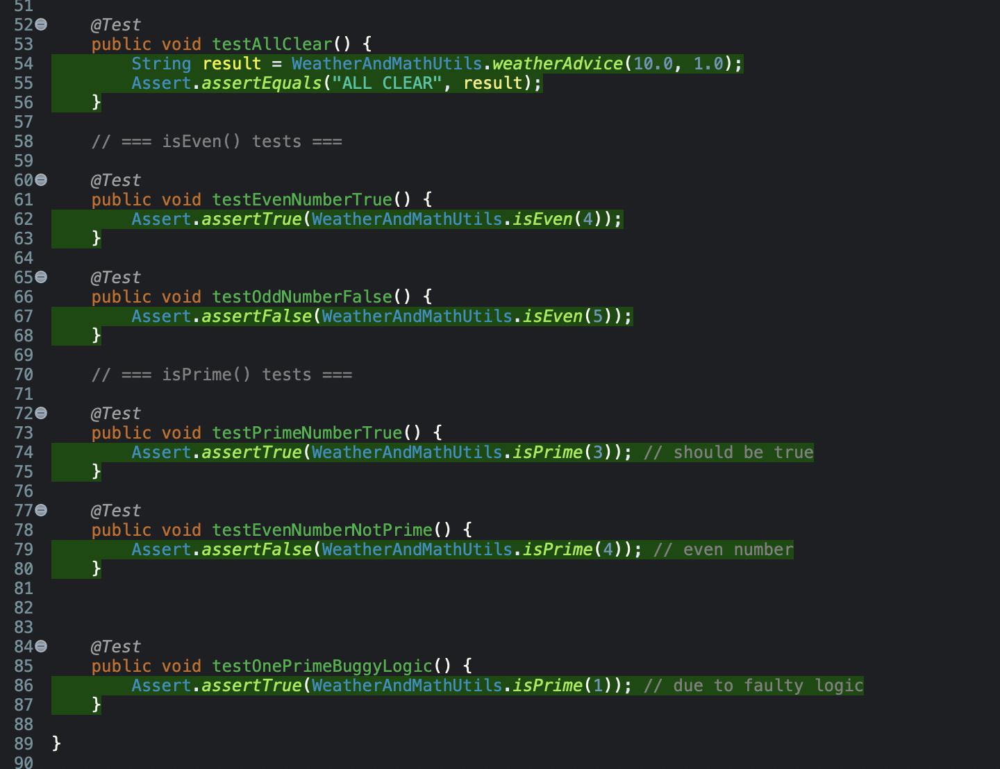 51
52 @Test
53 public void testAllClear() {
54 String result = WeatherAndMathUtils.weatherAdvice(10.0, 1.0);
55 Assert.assertEquals("ALL CLEAR", result);
56 }
57
58 // === isEven() tests ===
59
60 @Test
61 public void testEvenNumberTrue() {
62 Assert.assertTrue(WeatherAndMathUtils.isEven(4));
63 }
64
65 @Test
66 public void testOddNumberFalse() {
67 Assert.assertFalse(WeatherAndMathUtils.isEven(5));
68 }
69
70 // === isPrime() tests ===
71
72 @Test
73 public void testPrimeNumberTrue() {
74 Assert.assertTrue(WeatherAndMathUtils.isPrime(3)); // should be true
75 }
76
77 @Test
78 public void testEvenNumberNotPrime() {
79 Assert.assertFalse(WeatherAndMathUtils.isPrime(4)); // even number
80 }
81
82
83
84 @Test
85 public void testOnePrimeBuggyLogic() {
86 Assert.assertTrue(WeatherAndMathUtils.isPrime(1)); // due to faulty logic
87 }
88
89 }
90